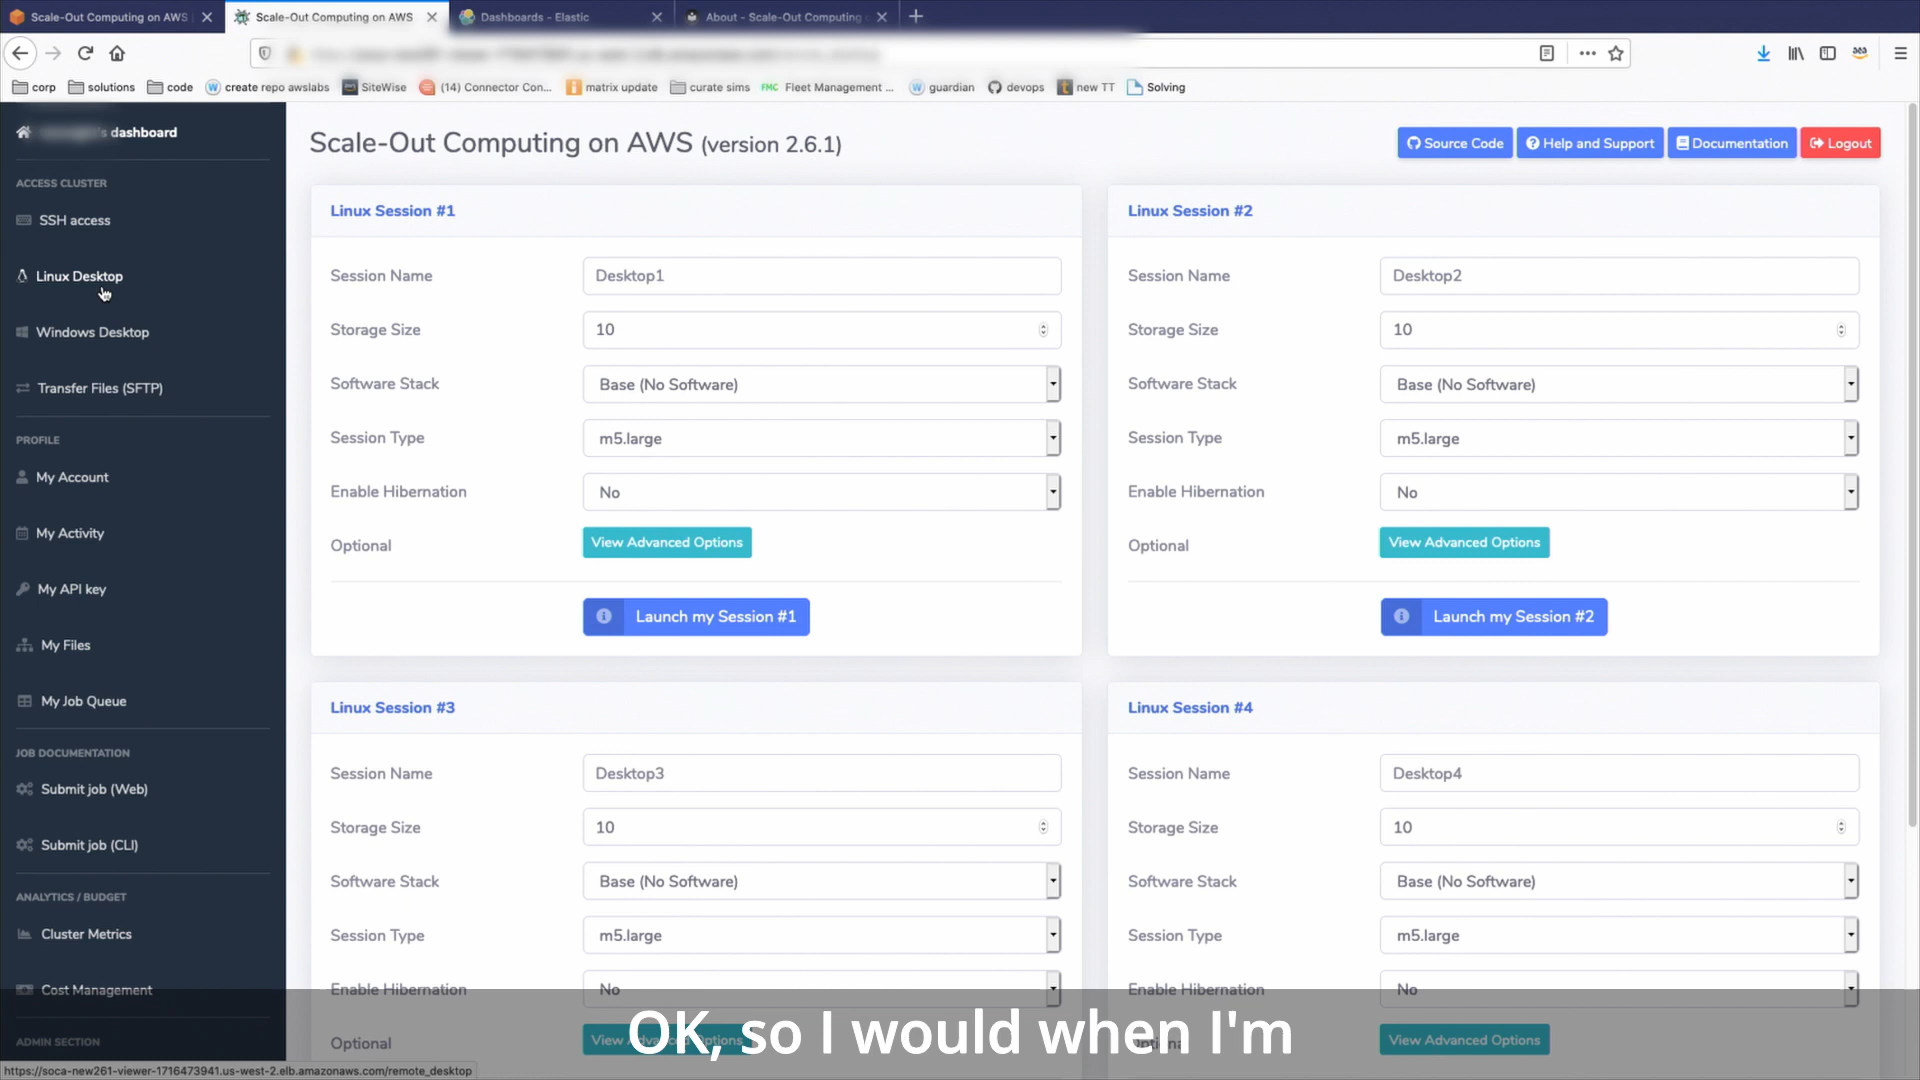 Scale-Out Computing on AWS
Scale-Out Computing on AWS
Dashboards - Elastic
About - Scale-Out Computing
corp
solutions
code
create repo awslabs
SiteWise
(14) Connector Con...
matrix update
curate sims
FMC Fleet Management ...
guardian
devops
new TT
Solving
dashboard
ACCESS CLUSTER
SSH access
Linux Desktop
Windows Desktop
Transfer Files (SFTP)
PROFILE
My Account
My Activity
My API key
My Files
My Job Queue
JOB DOCUMENTATION
Submit job (Web)
Submit job (CLI)
ANALYTICS / BUDGET
Cluster Metrics
Cost Management
ADMIN SECTION
Scale-Out Computing on AWS (version 2.6.1)
Source Code
Help and Support
Documentation
Logout
Linux Session #1
Session Name
Desktop1
Storage Size
10
Software Stack
Base (No Software)
Session Type
m5.large
Enable Hibernation
No
Optional
View Advanced Options
Launch my Session #1
Linux Session #2
Session Name
Desktop2
Storage Size
10
Software Stack
Base (No Software)
Session Type
m5.large
Enable Hibernation
No
Optional
View Advanced Options
Launch my Session #2
Linux Session #3
Session Name
Desktop3
Storage Size
10
Software Stack
Base (No Software)
Session Type
m5.large
Enable Hibernation
No
Optional
View Advanced Options
Linux Session #4
Session Name
Desktop4
Storage Size
10
Software Stack
Base (No Software)
Session Type
m5.large
Enable Hibernation
No
Optional
View Advanced Options
OK, so I would when I'm
https://soca-new261-viewer-1716473941.us-west-2.elb.amazonaws.com/remote_desktop